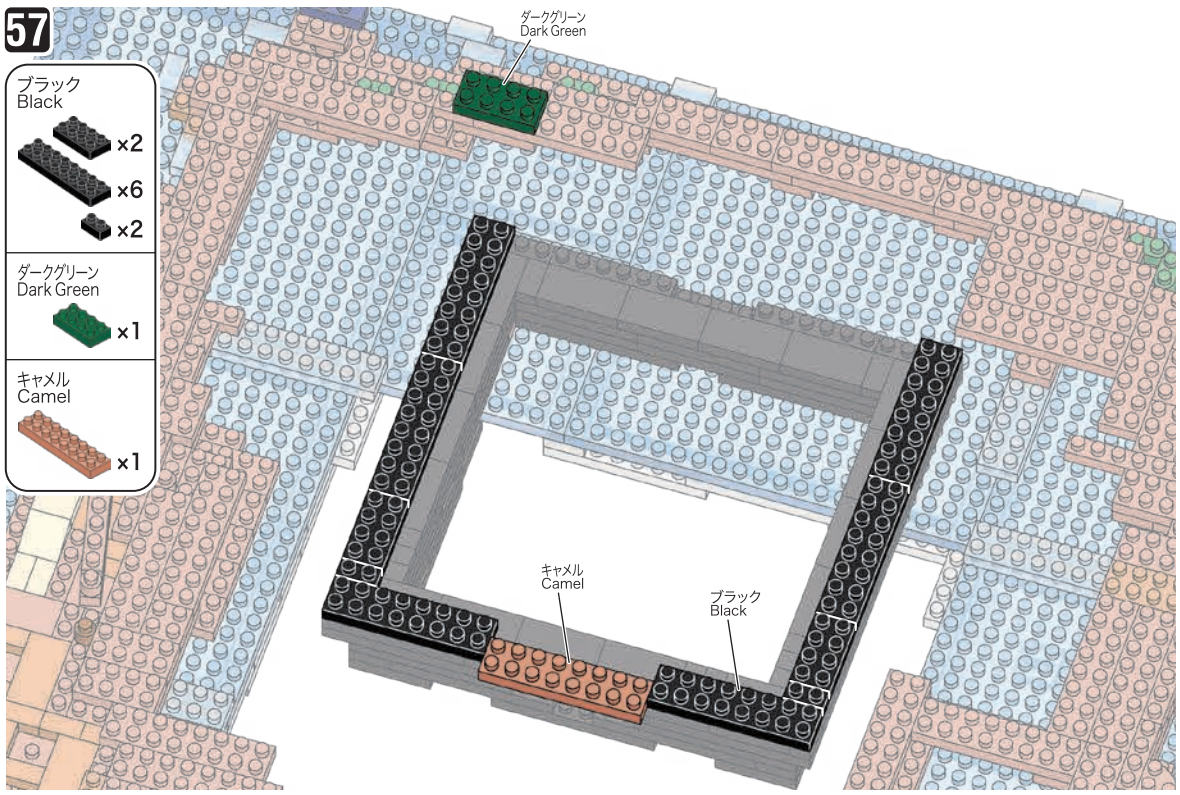 57
ブラック
Black
×2
×6
×2
ダークグリーン
Dark Green
×1
キャメル
Camel
×1
ダークグリーン
Dark Green
キャメル
Camel
ブラック
Black